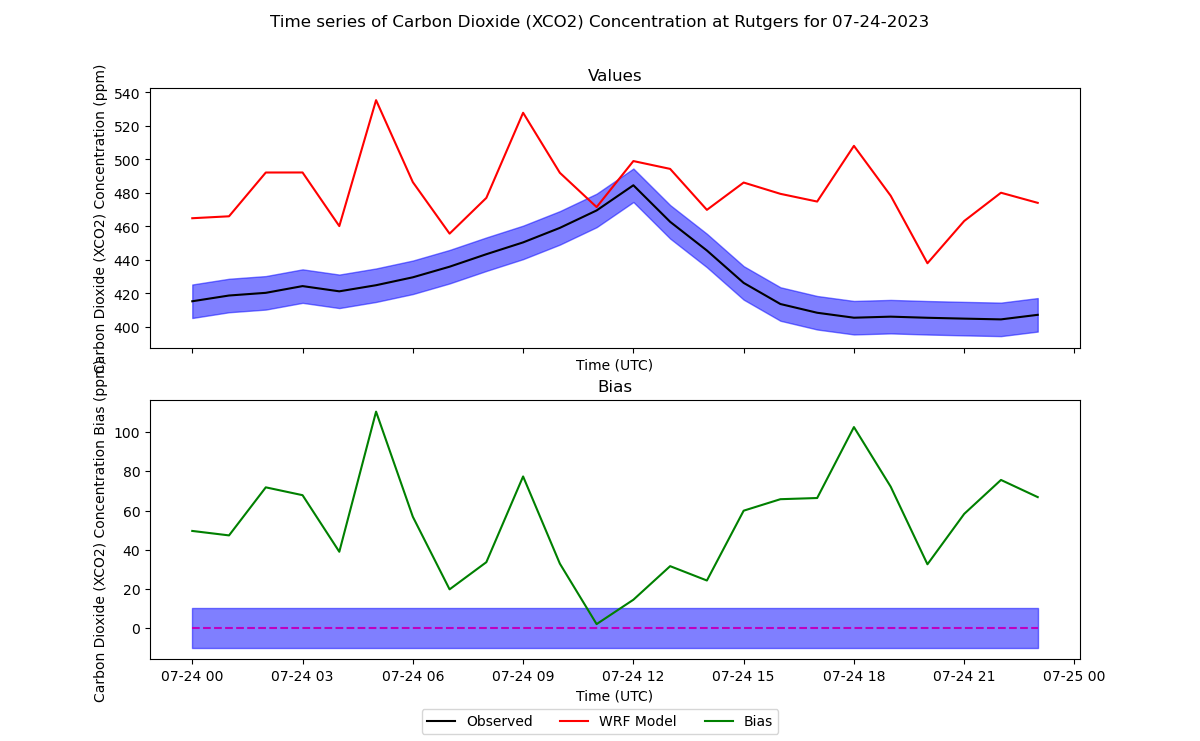 Time series of Carbon Dioxide (XCO2) Concentration at Rutgers for 07-24-2023
Values
Carbon Dioxide (XCO2) Concentration (ppm)
540
520
500
480
460
440
420
400
Time (UTC)
Bias
Carbon Dioxide (XCO2) Concentration Bias (ppm)
100
80
60
40
20
0
07-24 00 07-24 03 07-24 06 07-24 09 07-24 12 07-24 15 07-24 18 07-24 21 07-25 00
Time (UTC)
Observed WRF Model Bias